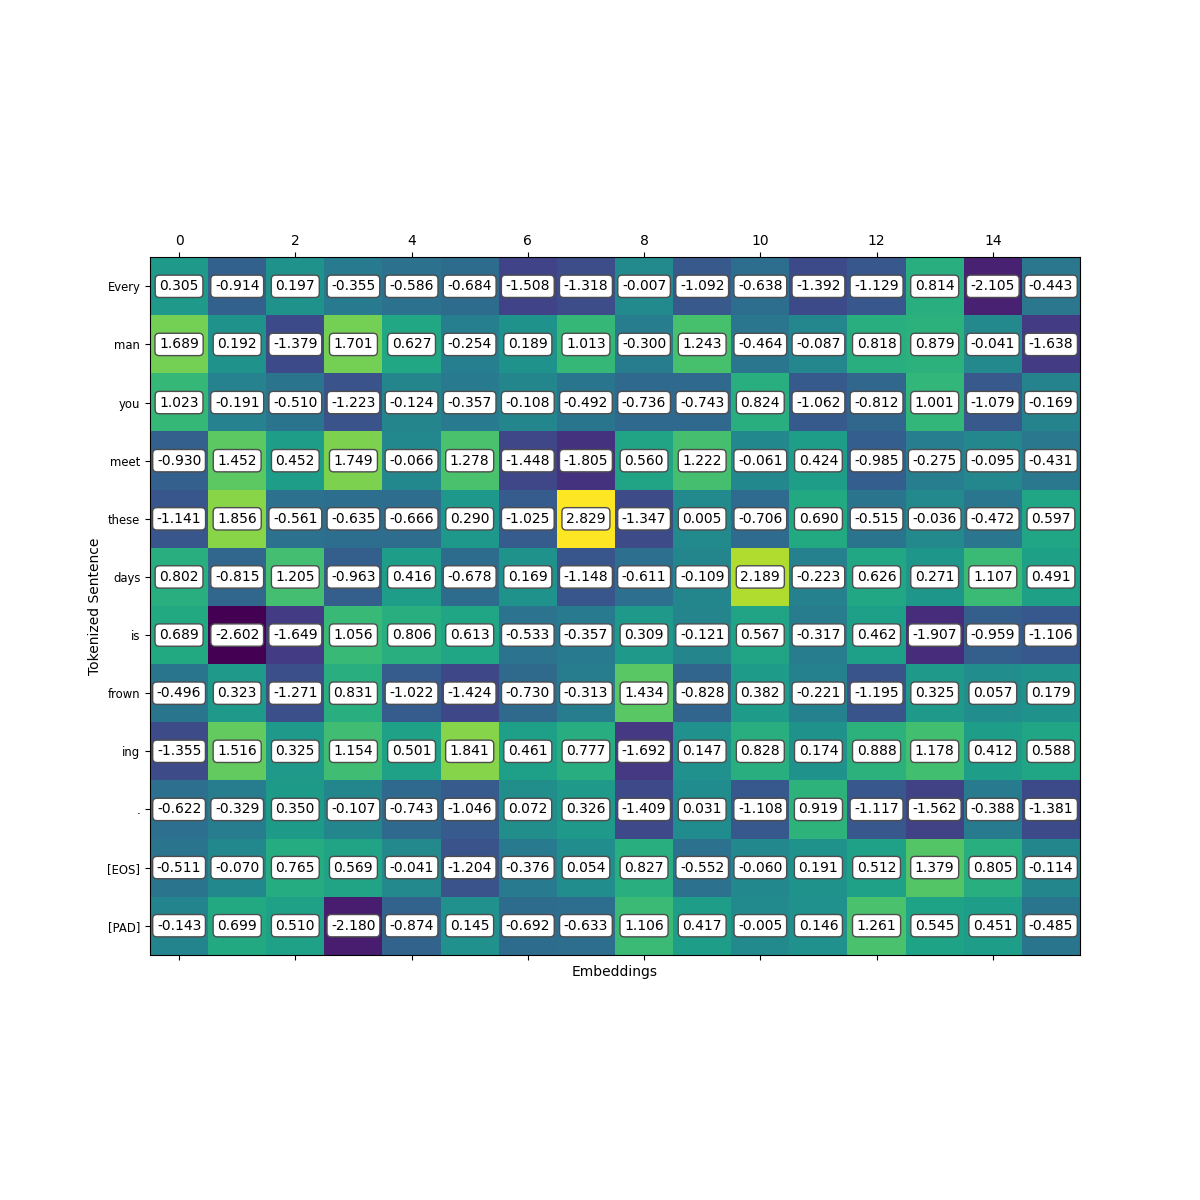 0 2 4 6 8 10 12 14
Every 0.305 -0.914 0.197 -0.355 -0.586 -0.684 -1.508 -1.318 -0.007 -1.092 -0.638 -1.392 -1.129 0.814 -2.105 -0.443
man 1.689 0.192 -1.379 1.701 0.627 -0.254 0.189 1.013 -0.300 1.243 -0.464 -0.087 0.818 0.879 -0.041 -1.638
you 1.023 -0.191 -0.510 -1.223 -0.124 -0.357 -0.108 -0.492 -0.736 -0.743 0.824 -1.062 -0.812 1.001 -1.079 -0.169
meet -0.930 1.452 0.452 1.749 -0.066 1.278 -1.448 -1.805 0.560 1.222 -0.061 0.424 -0.985 -0.275 -0.095 -0.431
these -1.141 1.856 -0.561 -0.635 -0.666 0.290 -1.025 2.829 -1.347 0.005 -0.706 0.690 -0.515 -0.036 -0.472 0.597
days 0.802 -0.815 1.205 -0.963 0.416 -0.678 0.169 -1.148 -0.611 -0.109 2.189 -0.223 0.626 0.271 1.107 0.491
is 0.689 -2.602 -1.649 1.056 0.806 0.613 -0.533 -0.357 0.309 -0.121 0.567 -0.317 0.462 -1.907 -0.959 -1.106
frown -0.496 0.323 -1.271 0.831 -1.022 -1.424 -0.730 -0.313 1.434 -0.828 0.382 -0.221 -1.195 0.325 0.057 0.179
ing -1.355 1.516 0.325 1.154 0.501 1.841 0.461 0.777 -1.692 0.147 0.828 0.174 0.888 1.178 0.412 0.588
. -0.622 -0.329 0.350 -0.107 -0.743 -1.046 0.072 0.326 -1.409 0.031 -1.108 0.919 -1.117 -1.562 -0.388 -1.381
[EOS] -0.511 -0.070 0.765 0.569 -0.041 -1.204 -0.376 0.054 0.827 -0.552 -0.060 0.191 0.512 1.379 0.805 -0.114
[PAD] -0.143 0.699 0.510 -2.180 -0.874 0.145 -0.692 -0.633 1.106 0.417 -0.005 0.146 1.261 0.545 0.451 -0.485
Tokenized Sentence
Embeddings